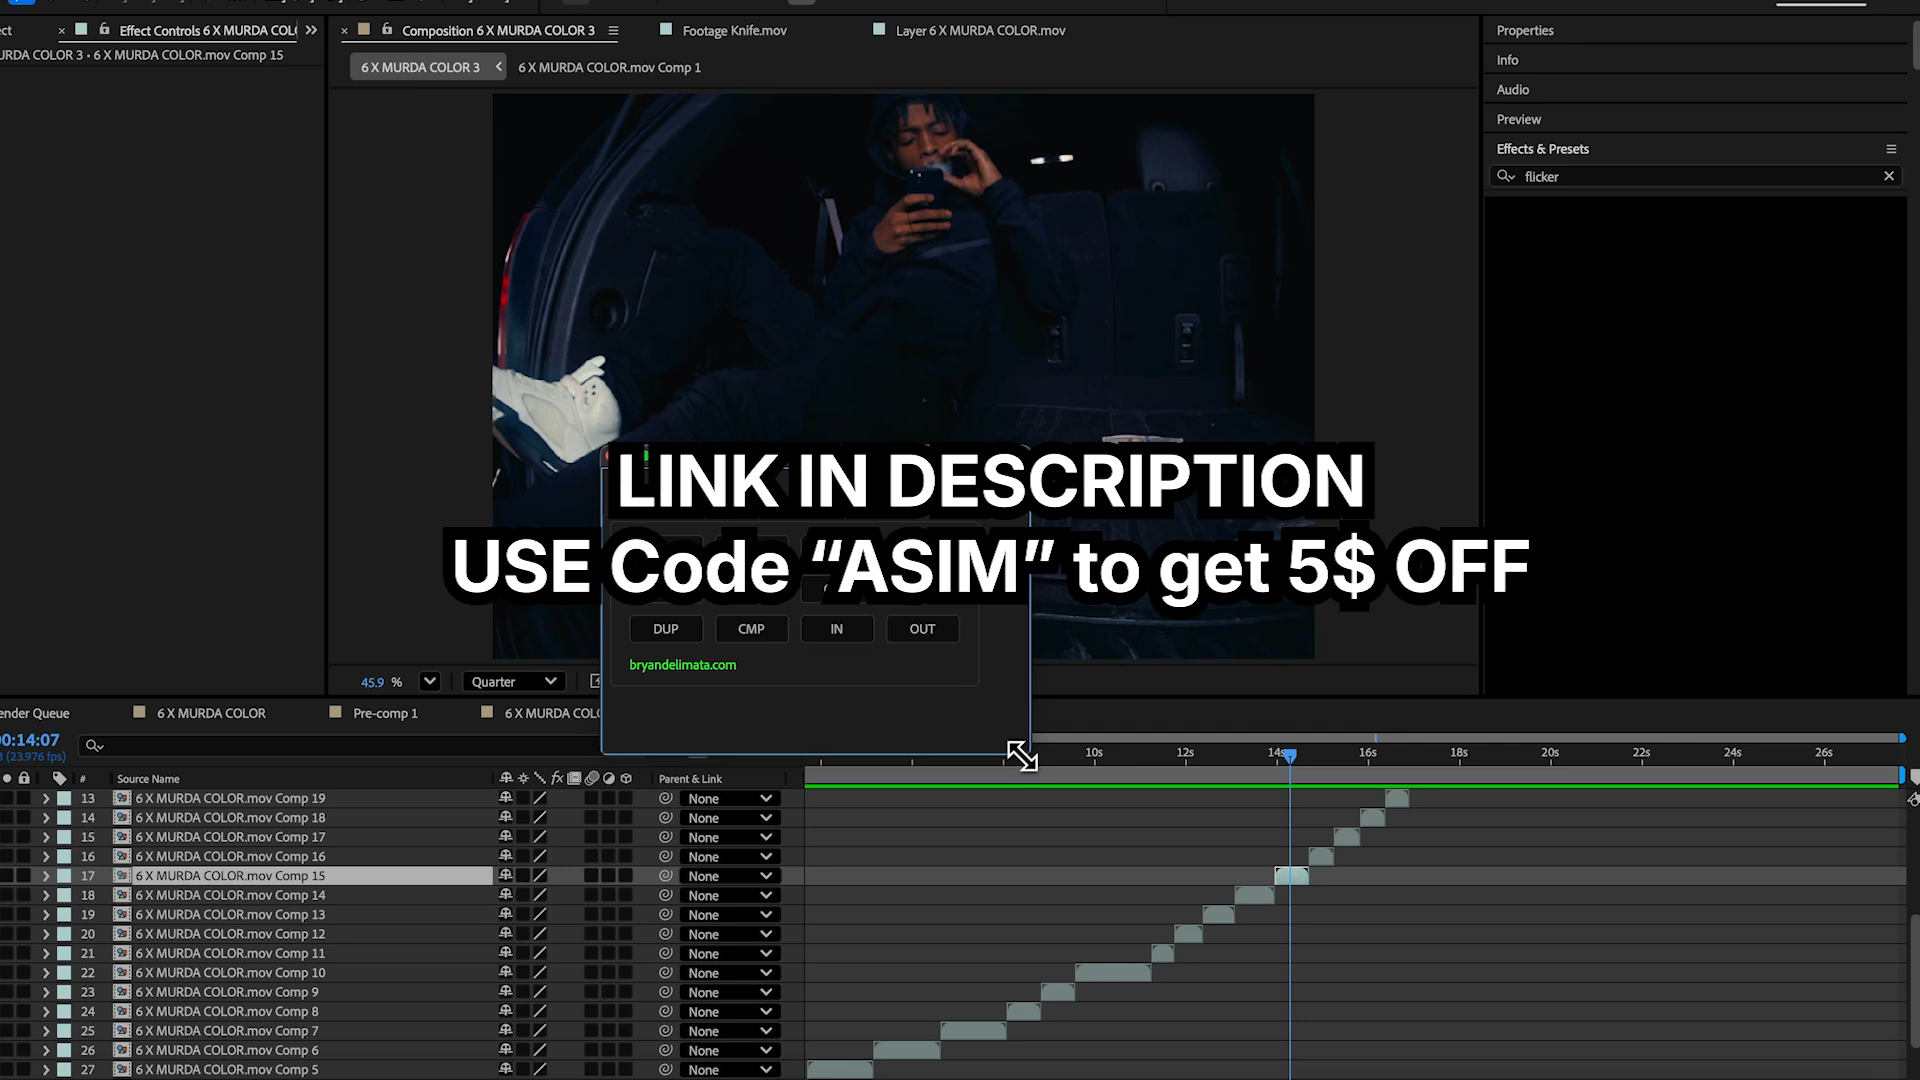 ect
Effect Controls 6 X MURDA COL
Composition 6 X MURDA COLOR 3
Footage Knife.mov
Layer 6 X MURDA COLOR.mov
Properties
URDA COLOR 3 • 6 X MURDA COLOR.mov Comp 15
6 X MURDA COLOR 3
6 X MURDA COLOR.mov Comp 1
Info
Audio
Preview
Effects & Presets
flicker
LINK IN DESCRIPTION
USE Code “ASIM” to get 5$ OFF
DUP CMP IN OUT
bryandelimata.com
45.9 % Quarter
ender Queue
6 X MURDA COLOR
Pre-comp 1
6 X MURDA COL
00:14:07
(23.976 fps)
10s 12s 14s 16s 18s 20s 22s 24s 26s
# Source Name Parent & Link
13 6 X MURDA COLOR.mov Comp 19 None
14 6 X MURDA COLOR.mov Comp 18 None
15 6 X MURDA COLOR.mov Comp 17 None
16 6 X MURDA COLOR.mov Comp 16 None
17 6 X MURDA COLOR.mov Comp 15 None
18 6 X MURDA COLOR.mov Comp 14 None
19 6 X MURDA COLOR.mov Comp 13 None
20 6 X MURDA COLOR.mov Comp 12 None
21 6 X MURDA COLOR.mov Comp 11 None
22 6 X MURDA COLOR.mov Comp 10 None
23 6 X MURDA COLOR.mov Comp 9 None
24 6 X MURDA COLOR.mov Comp 8 None
25 6 X MURDA COLOR.mov Comp 7 None
26 6 X MURDA COLOR.mov Comp 6 None
27 6 X MURDA COLOR.mov Comp 5 None